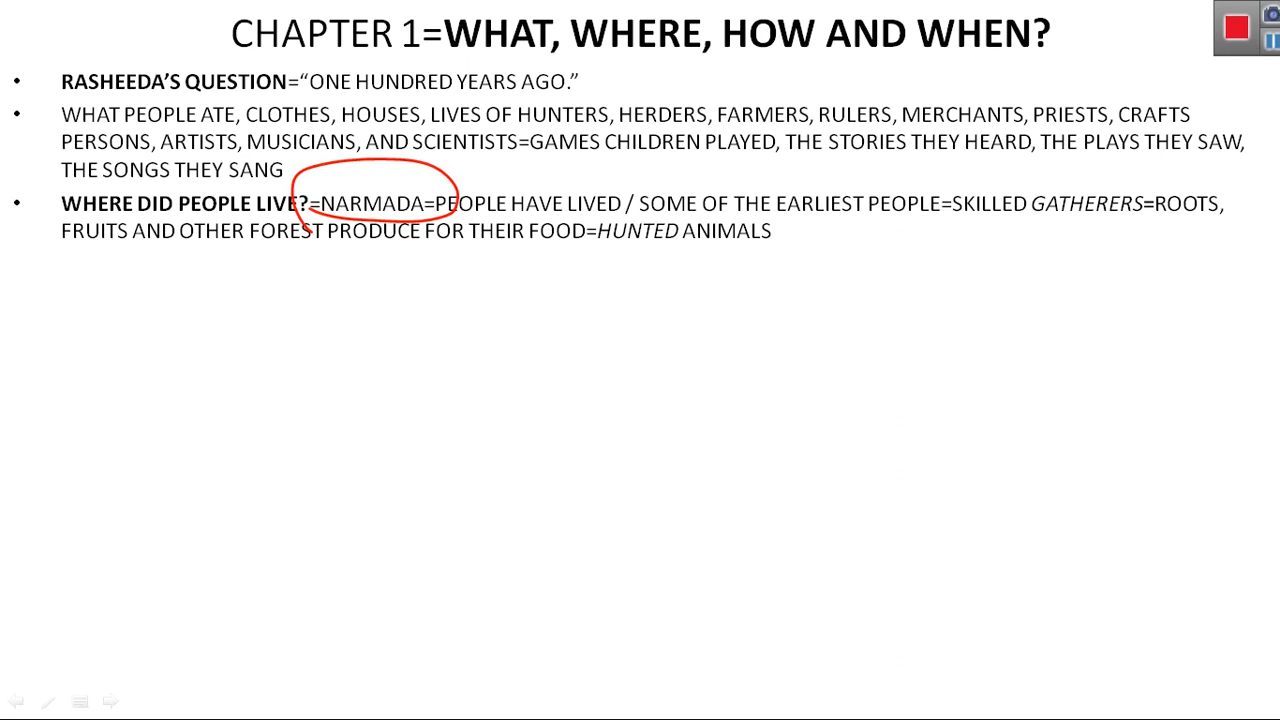 CHAPTER 1=WHAT, WHERE, HOW AND WHEN?
• RASHEEDA’S QUESTION=“ONE HUNDRED YEARS AGO.”
• WHAT PEOPLE ATE, CLOTHES, HOUSES, LIVES OF HUNTERS, HERDERS, FARMERS, RULERS, MERCHANTS, PRIESTS, CRAFTS
PERSONS, ARTISTS, MUSICIANS, AND SCIENTISTS=GAMES CHILDREN PLAYED, THE STORIES THEY HEARD, THE PLAYS THEY SAW,
THE SONGS THEY SANG
• WHERE DID PEOPLE LIVE?=NARMADA=PEOPLE HAVE LIVED / SOME OF THE EARLIEST PEOPLE=SKILLED GATHERERS=ROOTS,
FRUITS AND OTHER FOREST PRODUCE FOR THEIR FOOD=HUNTED ANIMALS